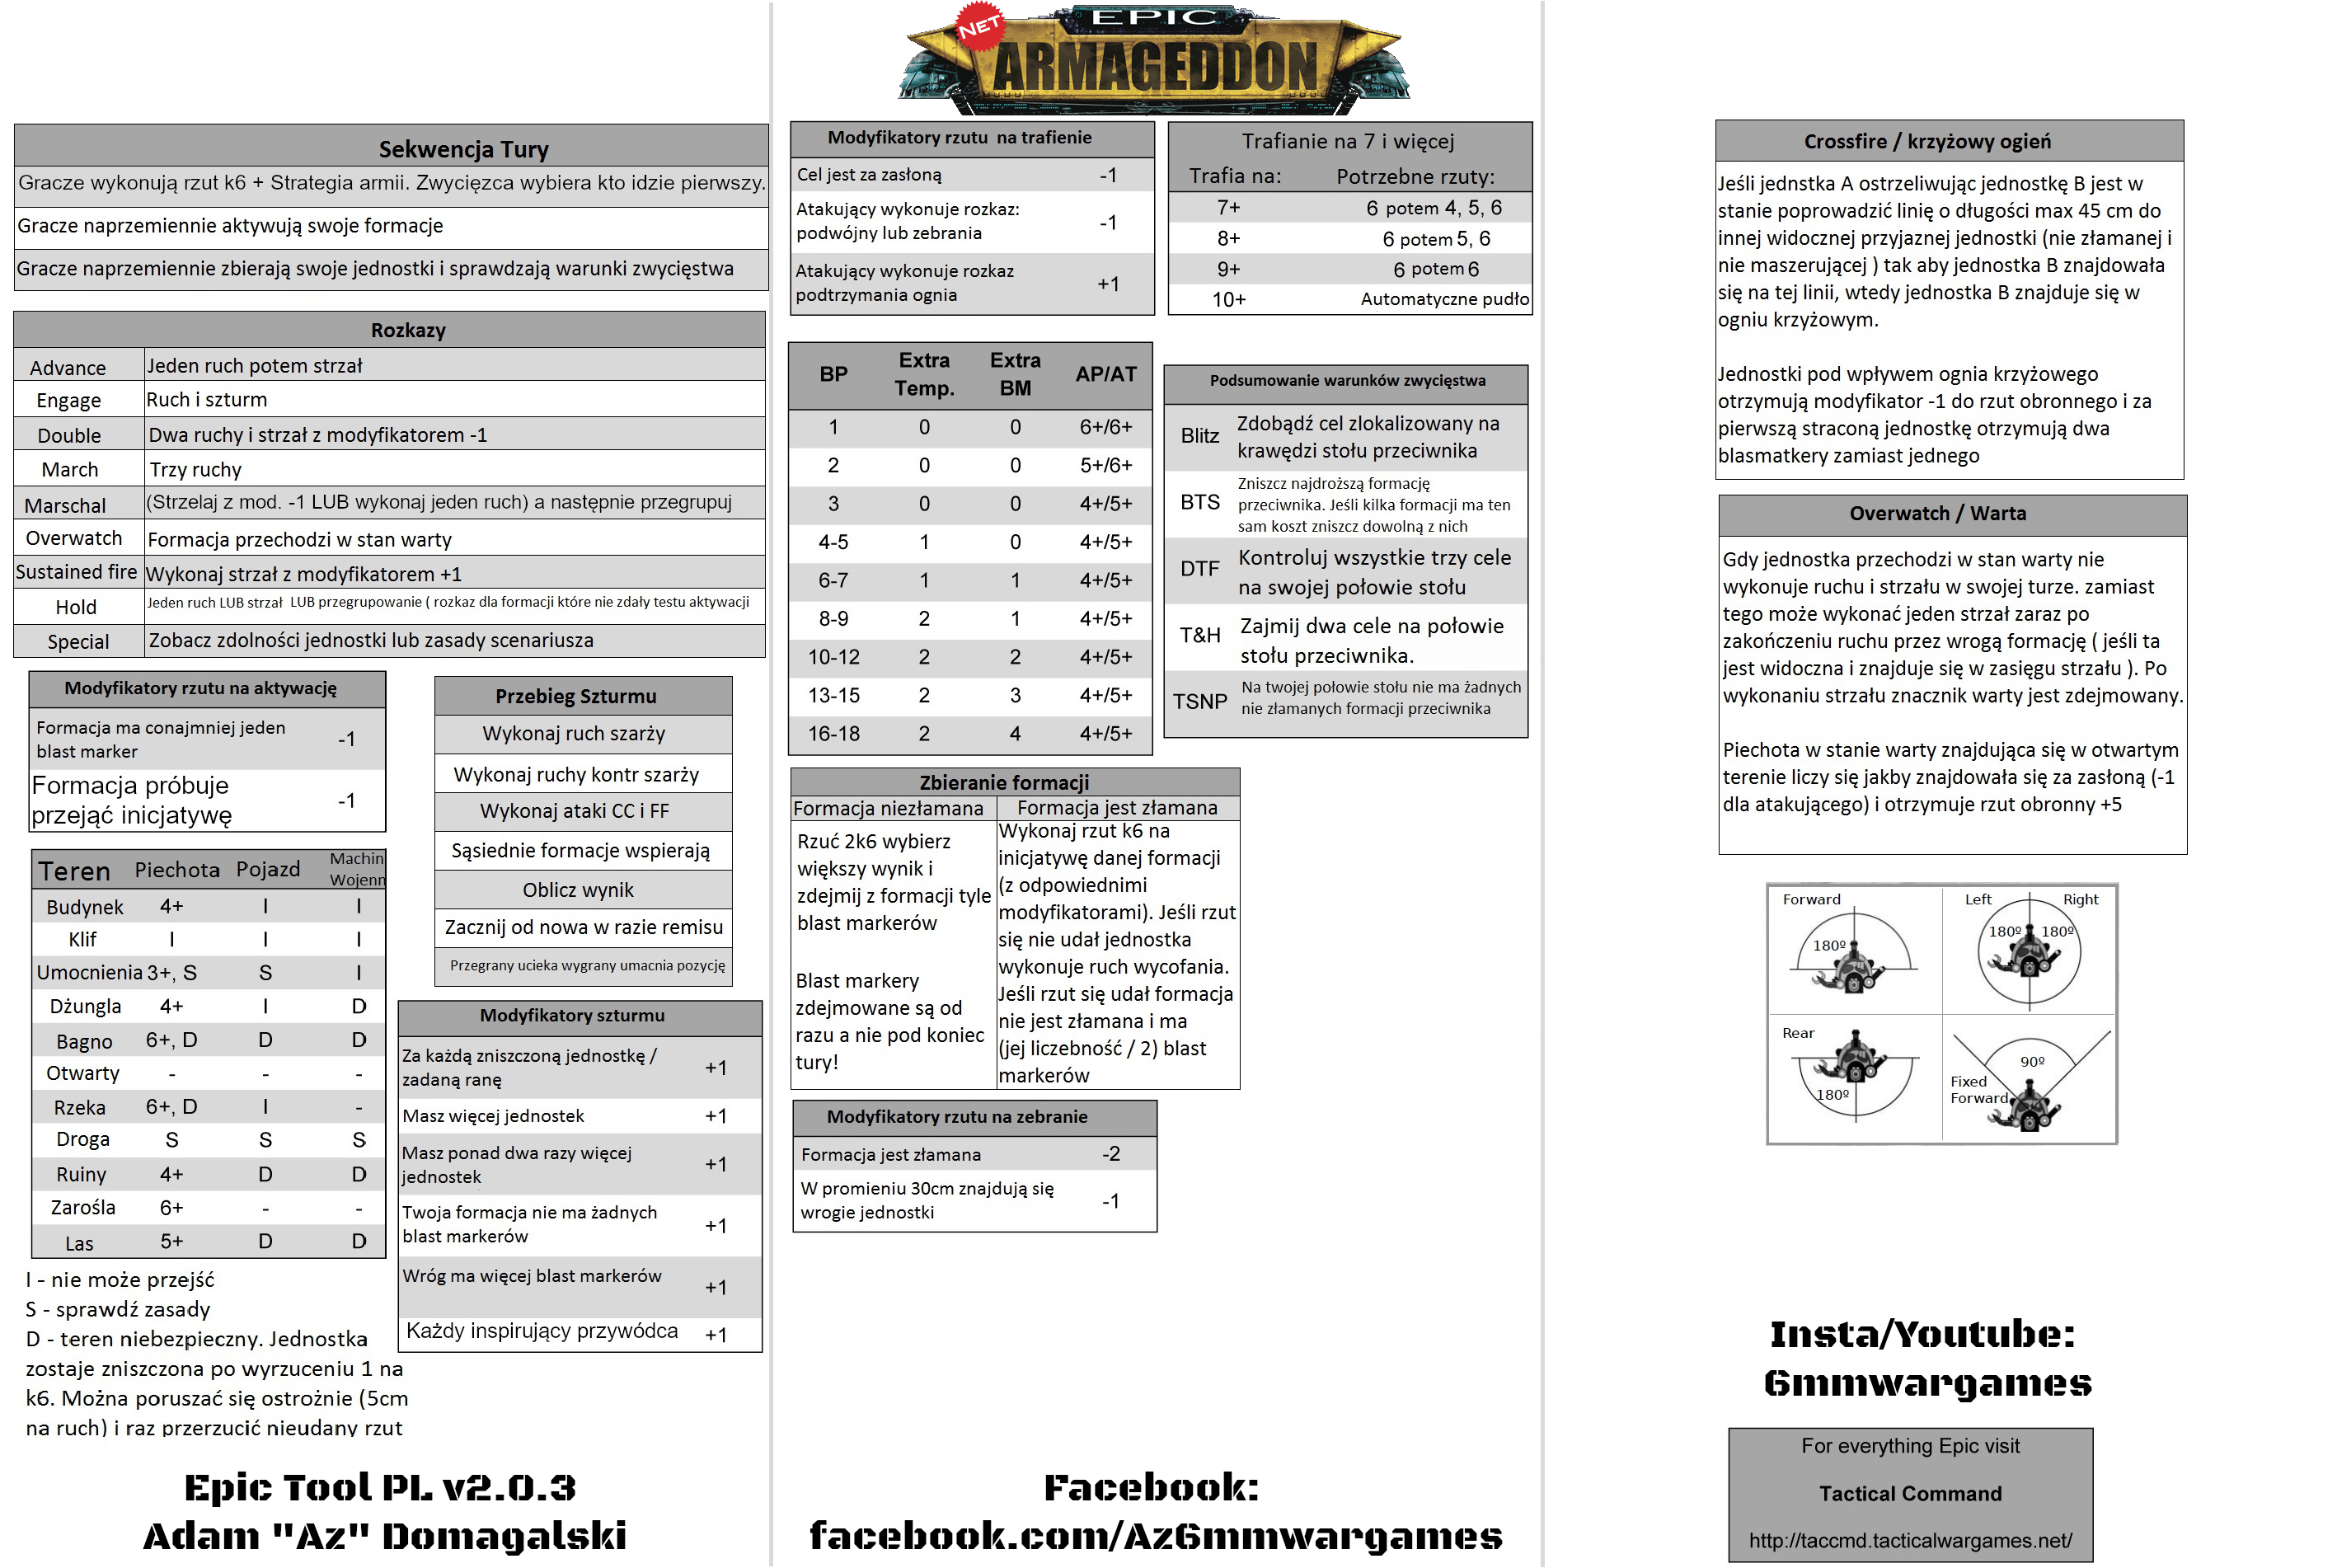 Sekwencja Tury
Gracze wykonują rzut k6 + Strategia armii. Zwycięzca wybiera kto idzie pierwszy.
Gracze naprzemiennie aktywują swoje formacje
Gracze naprzemiennie zbierają swoje jednostki i sprawdzają warunki zwycięstwa
Rozkazy
Advance Jeden ruch potem strzał
Engage Ruch i szturm
Double Dwa ruchy i strzał z modyfikatorem -1
March Trzy ruchy
Marschal (Strzelaj z mod. -1 LUB wykonaj jeden ruch) a następnie przegrupuj
Overwatch Formacja przechodzi w stan warty
Sustained fire Wykonaj strzał z modyfikatorem +1
Hold Jeden ruch LUB strzał LUB przegrupowanie ( rozkaz dla formacji które nie zdały testu aktywacji
Special Zobacz zdolności jednostki lub zasady scenariusza
Modyfikatory rzutu na aktywację
Formacja ma conajmniej jeden
blast marker -1
Formacja próbuje
przejąć inicjatywę -1
Teren Piechota Pojazd Machin
Wojenn
Budynek 4+ I I
Klif I I I
Umocnienia 3+, S S I
Dżungla 4+ I D
Bagno 6+, D D D
Otwarty - - -
Rzeka 6+, D I -
Droga S S S
Ruiny 4+ D D
Zarośla 6+ - -
Las 5+ D D
I - nie może przejść
S - sprawdź zasady
D - teren niebezpieczny. Jednostka
zostaje zniszczona po wyrzuceniu 1 na
k6. Można poruszać się ostrożnie (5cm
na ruch) i raz przerzucić nieudany rzut
Przebieg Szturmu
Wykonaj ruch szarży
Wykonaj ruchy kontr szarży
Wykonaj ataki CC i FF
Sąsiednie formacje wspierają
Oblicz wynik
Zacznij od nowa w razie remisu
Przegrany ucieka wygrany umacnia pozycję
Modyfikatory szturmu
Za każdą zniszczoną jednostkę /
zadaną ranę +1
Masz więcej jednostek +1
Masz ponad dwa razy więcej
jednostek +1
Twoja formacja nie ma żadnych
blast markerów +1
Wróg ma więcej blast markerów +1
Każdy inspirujący przywódca +1
Epic Tool PL v2.0.3
Adam "Az" Domagalski
NET
EPIC
ARMAGEDDON
Modyfikatory rzutu na trafienie
Cel jest za zasłoną -1
Atakujący wykonuje rozkaz:
podwójny lub zebrania -1
Atakujący wykonuje rozkaz
podtrzymania ognia +1
Trafianie na 7 i więcej
Trafia na: Potrzebne rzuty:
7+ 6 potem 4, 5, 6
8+ 6 potem 5, 6
9+ 6 potem 6
10+ Automatyczne pudło
BP Extra Temp. Extra BM AP/AT
1 0 0 6+/6+
2 0 0 5+/6+
3 0 0 4+/5+
4-5 1 0 4+/5+
6-7 1 1 4+/5+
8-9 2 1 4+/5+
10-12 2 2 4+/5+
13-15 2 3 4+/5+
16-18 2 4 4+/5+
Podsumowanie warunków zwycięstwa
Blitz Zdobądź cel zlokalizowany na
krawędzi stołu przeciwnika
BTS Zniszcz najdroższą formację
przeciwnika. Jeśli kilka formacji ma ten
sam koszt zniszcz dowolną z nich
DTF Kontroluj wszystkie trzy cele
na swojej połowie stołu
T&H Zajmij dwa cele na połowie
stołu przeciwnika.
TSNP Na twojej połowie stołu nie ma żadnych
nie złamanych formacji przeciwnika
Zbieranie formacji
Formacja niezłamana
Rzuć 2k6 wybierz
większy wynik i
zdejmij z formacji tyle
blast markerów
Blast markery
zdejmowane są od
razu a nie pod koniec
tury!
Formacja jest złamana
Wykonaj rzut k6 na
inicjatywę danej formacji
(z odpowiednimi
modyfikatorami). Jeśli rzut
się nie udał jednostka
wykonuje ruch wycofania.
Jeśli rzut się udał formacja
nie jest złamana i ma
(jej liczebność / 2) blast
markerów
Modyfikatory rzutu na zebranie
Formacja jest złamana -2
W promieniu 30cm znajdują się
wrogie jednostki -1
Facebook:
facebook.com/Az6mmwargames
Crossfire / krzyżowy ogień
Jeśli jednstka A ostrzeliwując jednostkę B jest w
stanie poprowadzić linię o długości max 45 cm do
innej widocznej przyjaznej jednostki (nie złamanej i
nie maszerującej ) tak aby jednostka B znajdowała
się na tej linii, wtedy jednostka B znajduje się w
ogniu krzyżowym.
Jednostki pod wpływem ognia krzyżowego
otrzymują modyfikator -1 do rzut obronnego i za
pierwszą straconą jednostkę otrzymują dwa
blasmatkery zamiast jednego
Overwatch / Warta
Gdy jednostka przechodzi w stan warty nie
wykonuje ruchu i strzału w swojej turze. zamiast
tego może wykonać jeden strzał zaraz po
zakończeniu ruchu przez wrogą formację ( jeśli ta
jest widoczna i znajduje się w zasięgu strzału ). Po
wykonaniu strzału znacznik warty jest zdejmowany.
Piechota w stanie warty znajdująca się w otwartym
terenie liczy się jakby znajdowała się za zasłoną (-1
dla atakującego) i otrzymuje rzut obronny +5
Forward
180º
Left Right
180º 180º
Rear
180º
90º
Fixed
Forward
Insta/Youtube:
6mmwargames
For everything Epic visit
Tactical Command
http://taccmd.tacticalwargames.net/